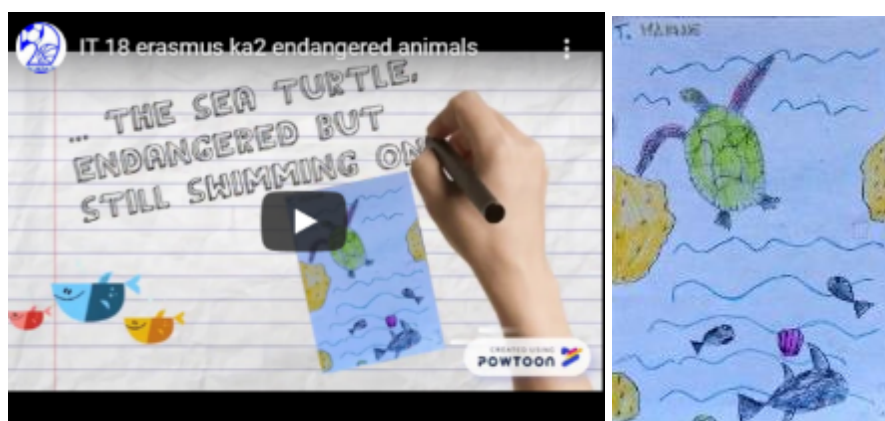 IT 18 erasmus ka2 endangered animals
... THE SEA TURTLE,
ENDANGERED BUT
STILL SWIMMING ON
CREATED USING
POWTOON
T.